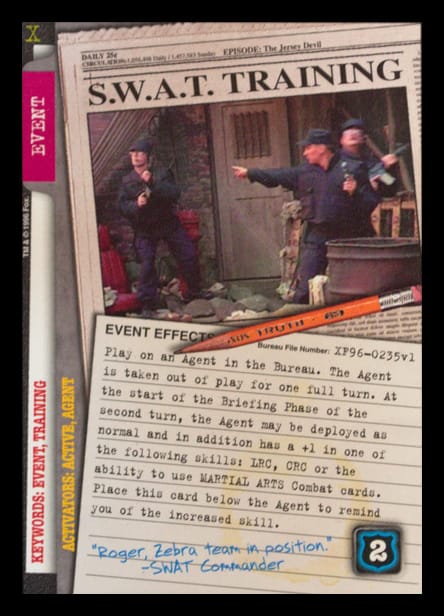 X
EVENT
TM & © 1996 Fox.
KEYWORDS: EVENT, TRAINING
ACTIVATORS: ACTIVE, AGENT
DAILY 25¢
EPISODE: The Jersey Devil
S.W.A.T. TRAINING
EVENT EFFECTS
TRUTH
Bureau File Number: XF96-0235v1
Play on an Agent in the Bureau. The Agent
is taken out of play for one full turn. At
the start of the Briefing Phase of the
second turn, the Agent may be deployed as
normal and in addition has a +1 in one of
the following skills: LRC, CRC or the
ability to use MARTIAL ARTS Combat cards.
Place this card below the Agent to remind
you of the increased skill.
"Roger, Zebra team in position."
-SWAT Commander
2